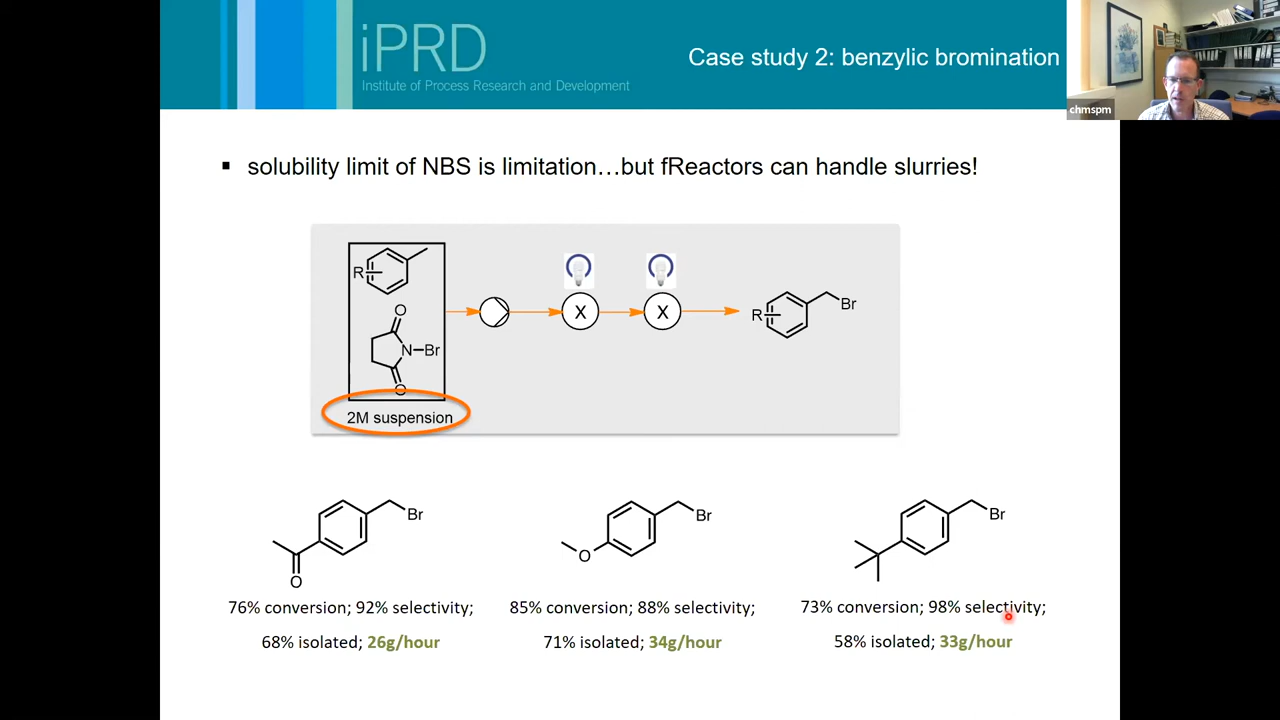 iPRD
Institute of Process Research and Development
Case study 2: benzylic bromination
chmspm
▪ solubility limit of NBS is limitation…but fReactors can handle slurries!
R
O
N Br
O
2M suspension
X
X
R
Br
Br
O
Br
O
Br
76% conversion; 92% selectivity;
68% isolated; 26g/hour
85% conversion; 88% selectivity;
71% isolated; 34g/hour
73% conversion; 98% selectivity;
58% isolated; 33g/hour